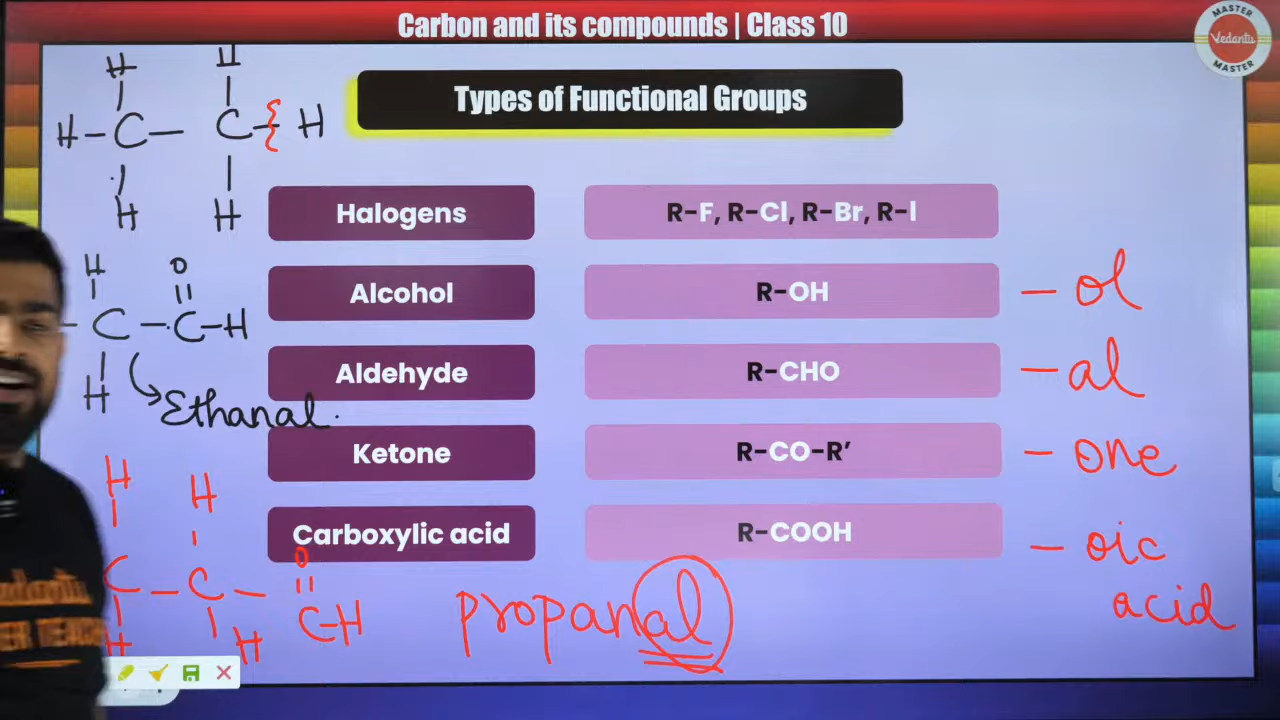 Carbon and its compounds | Class 10
MASTER
Vedantu
MASTER
Types of Functional Groups
H H
H-C- C-H
H H
Halogens R-F, R-Cl, R-Br, R-I
Alcohol R-OH -ol
H O
-C-C-H
H
Aldehyde R-CHO -al
Ethanal.
Ketone R-CO-R’ -one
H H
Carboxylic acid R-COOH -oic acid
O
C-C-C-H
H H
propanal